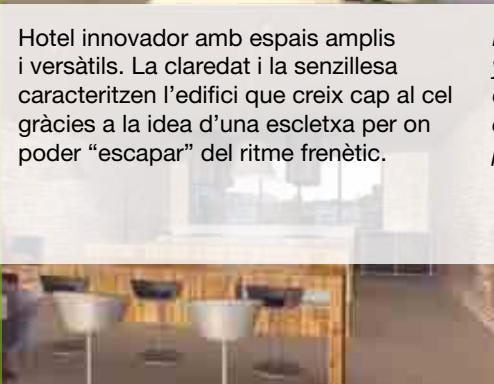 Hotel innovador amb espais amplis
i versàtils. La claredat i la senzillesa
caracteritzen l’edifici que creix cap al cel
gràcies a la idea d’una escletxa per on
poder “escapar” del ritme frenètic.